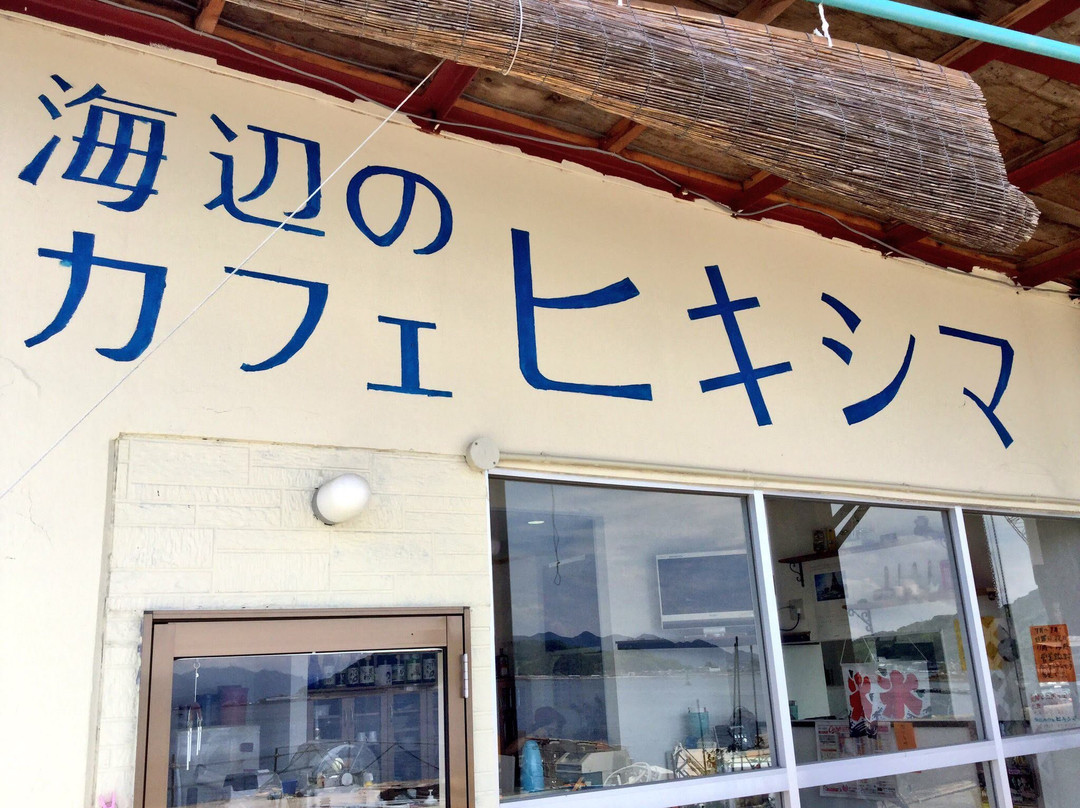 海辺の
カフェ ヒキシマ
氷